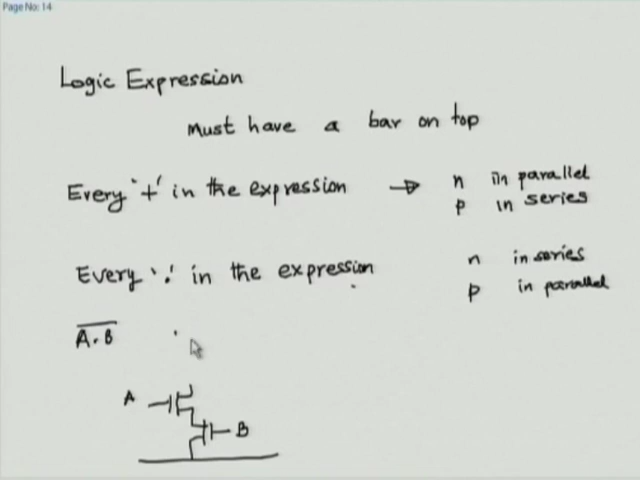 Page No: 14
Logic Expression
Must have a bar on top
Every '+' in the expression → n in parallel
p in series
Every '.' in the expression n in series
p in parallel
A̅.̅B̅
A
B